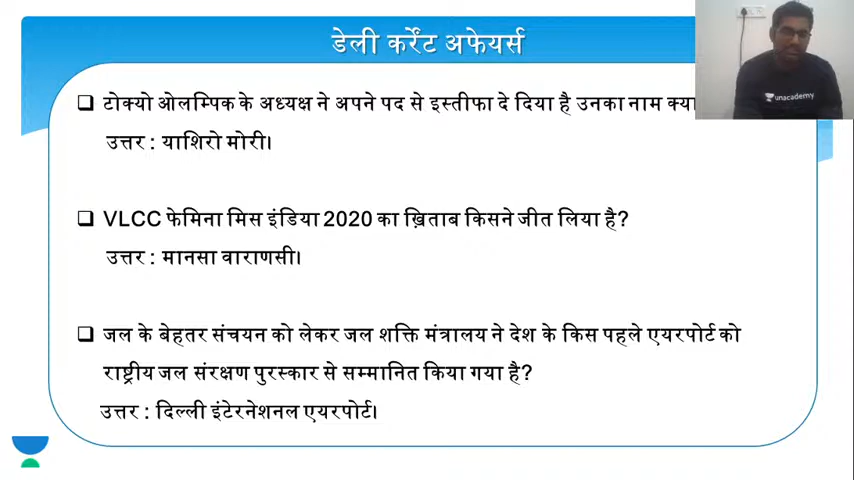 डेली करेंट अफेयर्स
❑ टोक्यो ओलम्पिक के अध्यक्ष ने अपने पद से इस्तीफा दे दिया है उनका नाम क्या
उत्तर : याशिरो मोरी।
❑ VLCC फेमिना मिस इंडिया 2020 का ख़िताब किसने जीत लिया है?
उत्तर : मानसा वाराणसी।
❑ जल के बेहतर संचयन को लेकर जल शक्ति मंत्रालय ने देश के किस पहले एयरपोर्ट को
राष्ट्रीय जल संरक्षण पुरस्कार से सम्मानित किया गया है?
उत्तर : दिल्ली इंटरनेशनल एयरपोर्ट।
unacademy